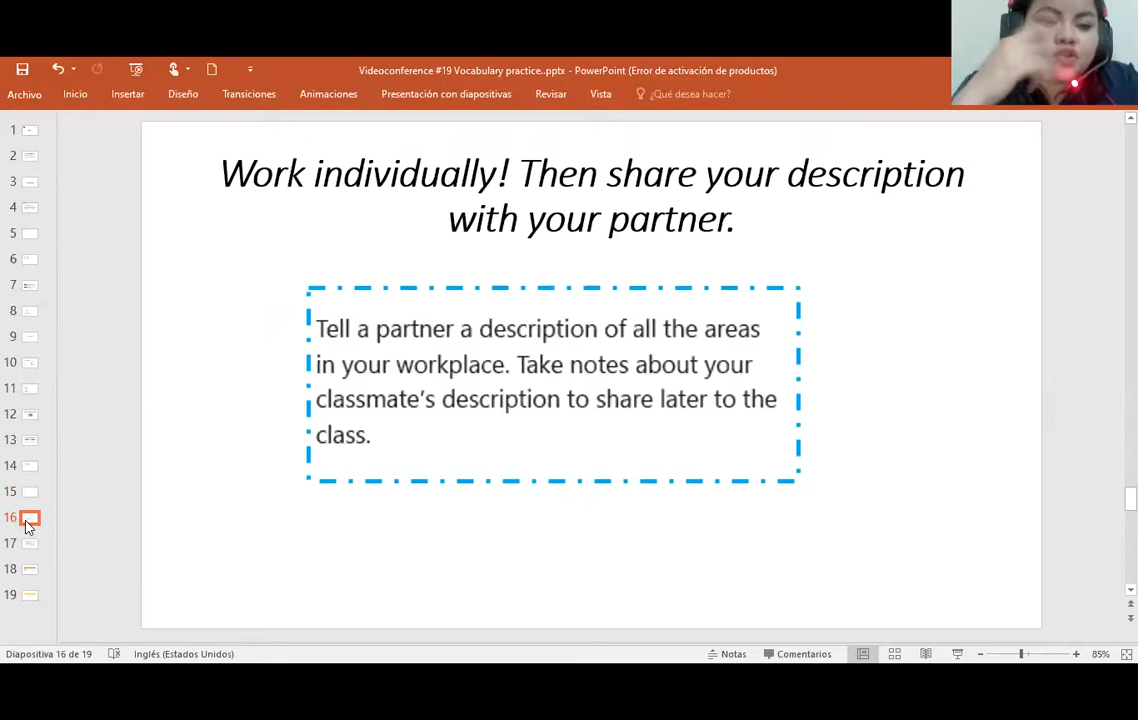 Videoconference #19 Vocabulary practice..pptx - PowerPoint (Error de activación de productos)
Archivo Inicio Insertar Diseño Transiciones Animaciones Presentación con diapositivas Revisar Vista ¿Qué desea hacer?
1
2
3
4
5
6
7
8
9
10
11
12
13
14
15
16
17
18
19
Work individually! Then share your description
with your partner.
Tell a partner a description of all the areas
in your workplace. Take notes about your
classmate's description to share later to the
class.
Diapositiva 16 de 19 Inglés (Estados Unidos) Notas Comentarios 85%